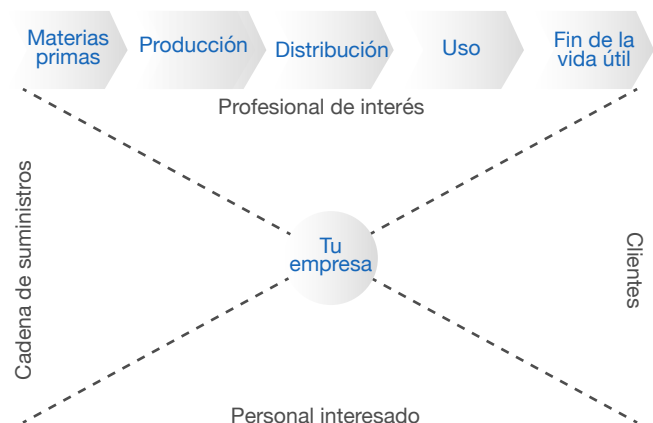 Materias
primas
Producción
Distribución
Uso
Fin de la
vida útil
Profesional de interés
Cadena de suministros
Tu
empresa
Clientes
Personal interesado